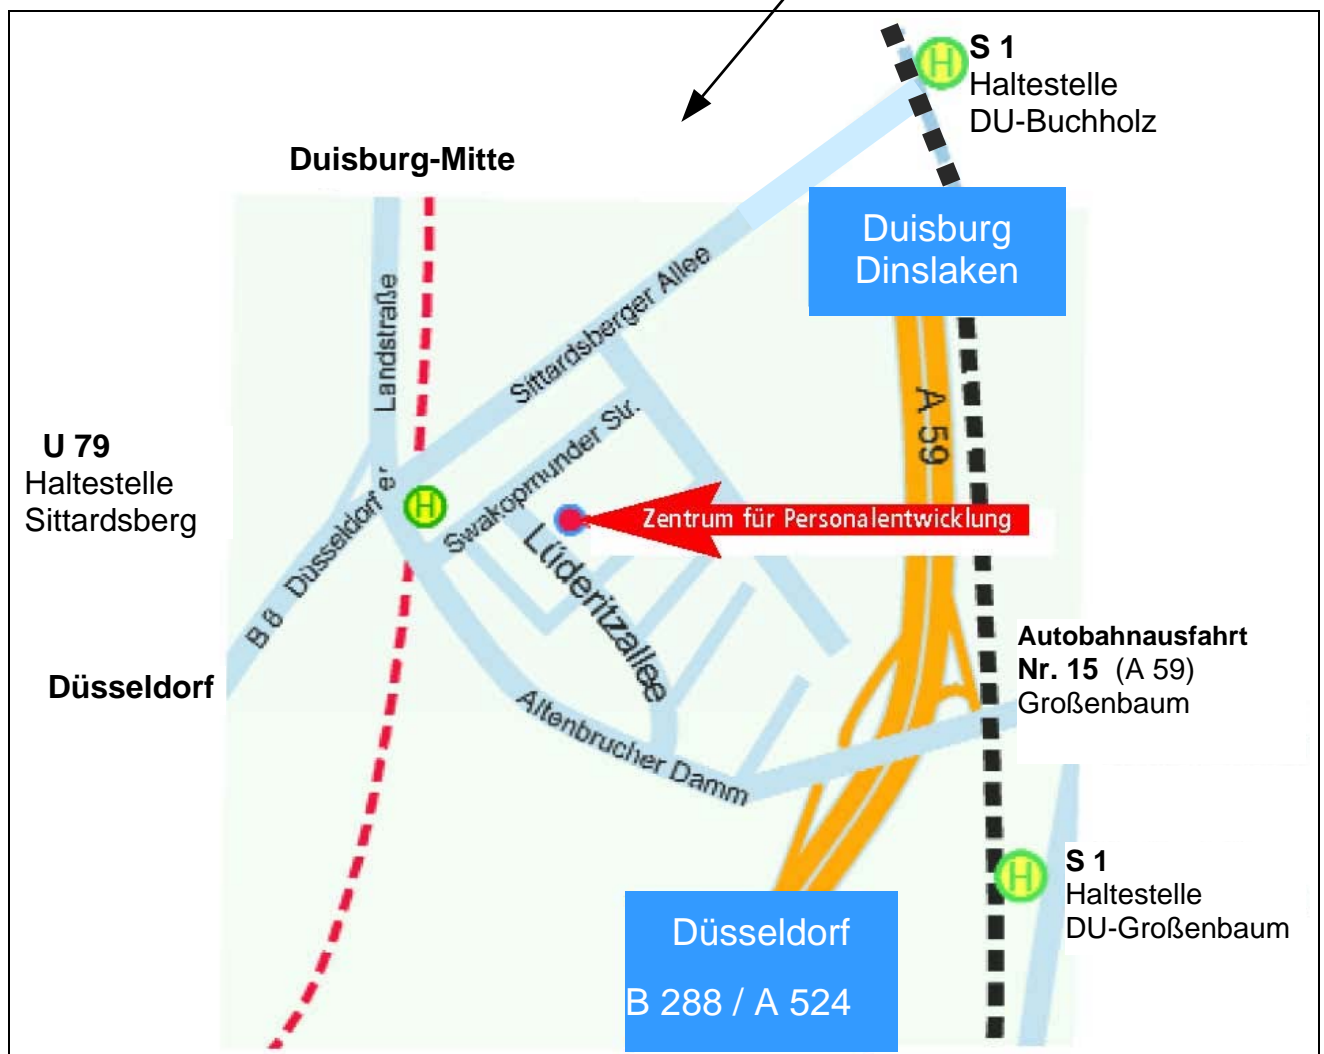 S 1
Haltestelle
DU-Buchholz
Duisburg-Mitte
Duisburg
Dinslaken
Landstraße
Sittardsberger Allee
A 59
U 79
Haltestelle
Sittardsberg
H
H
Swakopmunder Str.
Zentrum für Personalentwicklung
Lüderitzallee
B 8 Düsseldorfer
Düsseldorf
Autobahnausfahrt
Nr. 15 (A 59)
Großenbaum
Altenbrucher Damm
H
S 1
Haltestelle
DU-Großenbaum
Düsseldorf
B 288 / A 524